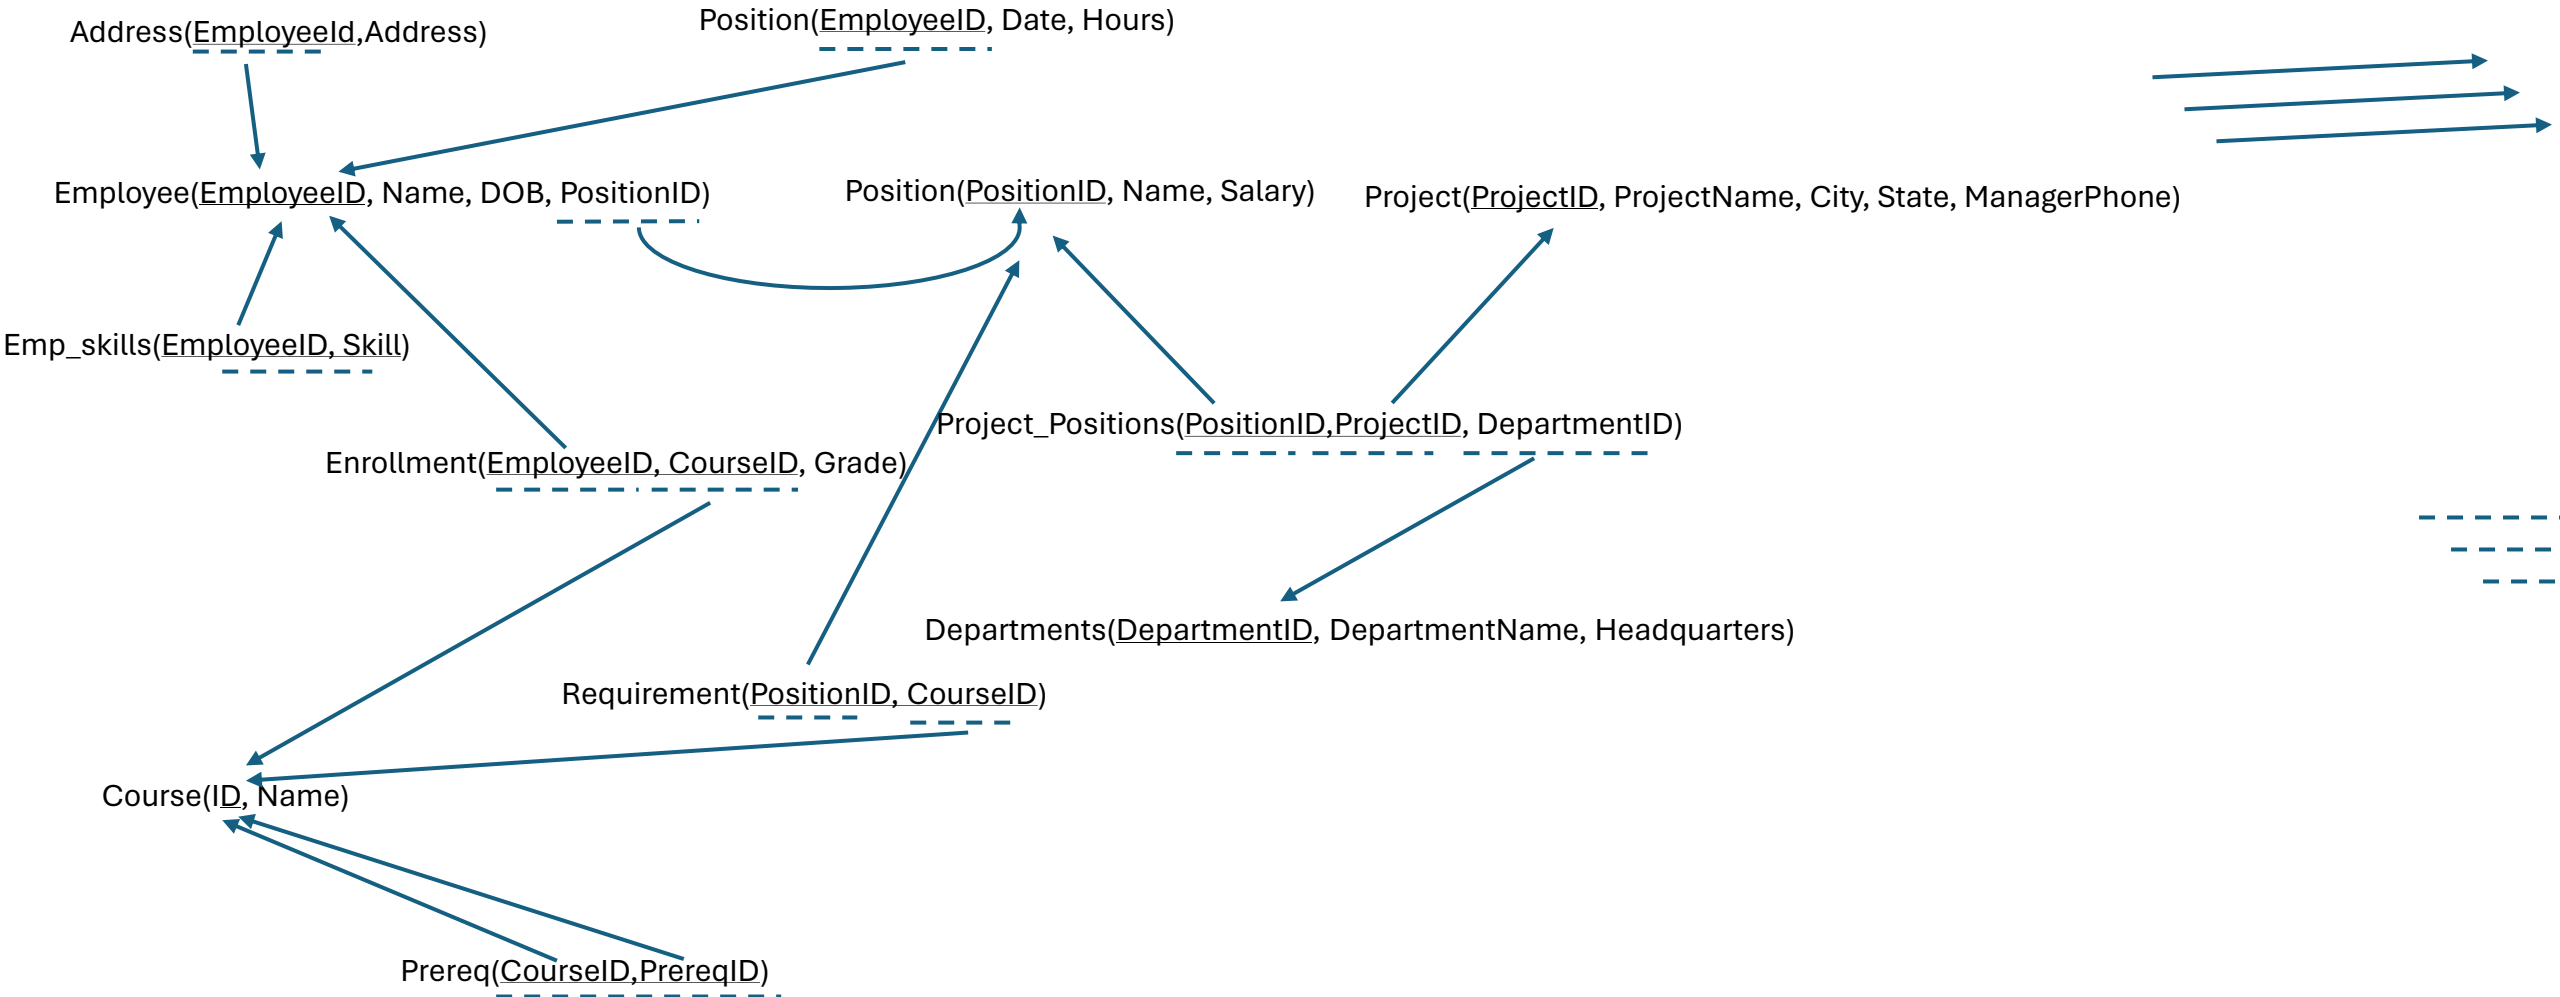 Address(EmployeeId,Address)
Position(EmployeeID, Date, Hours)
Employee(EmployeeID, Name, DOB, PositionID)
Position(PositionID, Name, Salary)
Project(ProjectID, ProjectName, City, State, ManagerPhone)
Emp_skills(EmployeeID, Skill)
Project_Positions(PositionID,ProjectID, DepartmentID)
Enrollment(EmployeeID, CourseID, Grade)
Departments(DepartmentID, DepartmentName, Headquarters)
Requirement(PositionID, CourseID)
Course(ID, Name)
Prereq(CourseID,PrereqID)